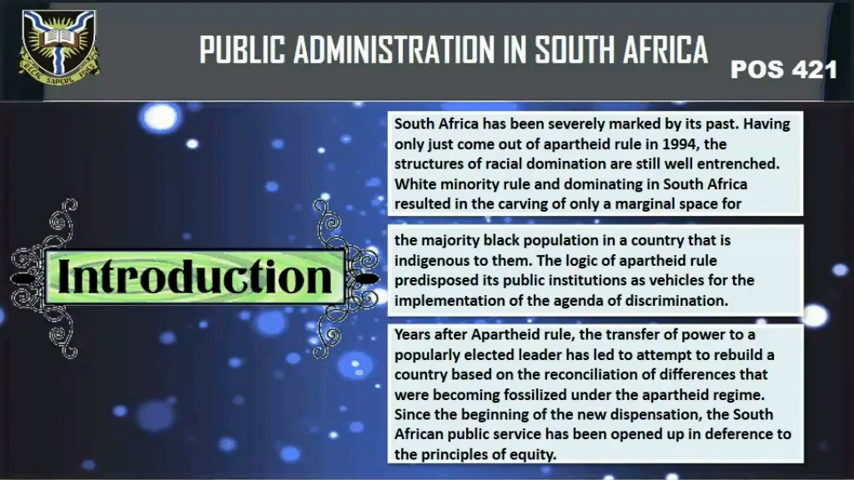 PUBLIC ADMINISTRATION IN SOUTH AFRICA
POS 421
Introduction
South Africa has been severely marked by its past. Having
only just come out of apartheid rule in 1994, the
structures of racial domination are still well entrenched.
White minority rule and dominating in South Africa
resulted in the carving of only a marginal space for
the majority black population in a country that is
indigenous to them. The logic of apartheid rule
predisposed its public institutions as vehicles for the
implementation of the agenda of discrimination.
Years after Apartheid rule, the transfer of power to a
popularly elected leader has led to attempt to rebuild a
country based on the reconciliation of differences that
were becoming fossilized under the apartheid regime.
Since the beginning of the new dispensation, the South
African public service has been opened up in deference to
the principles of equity.